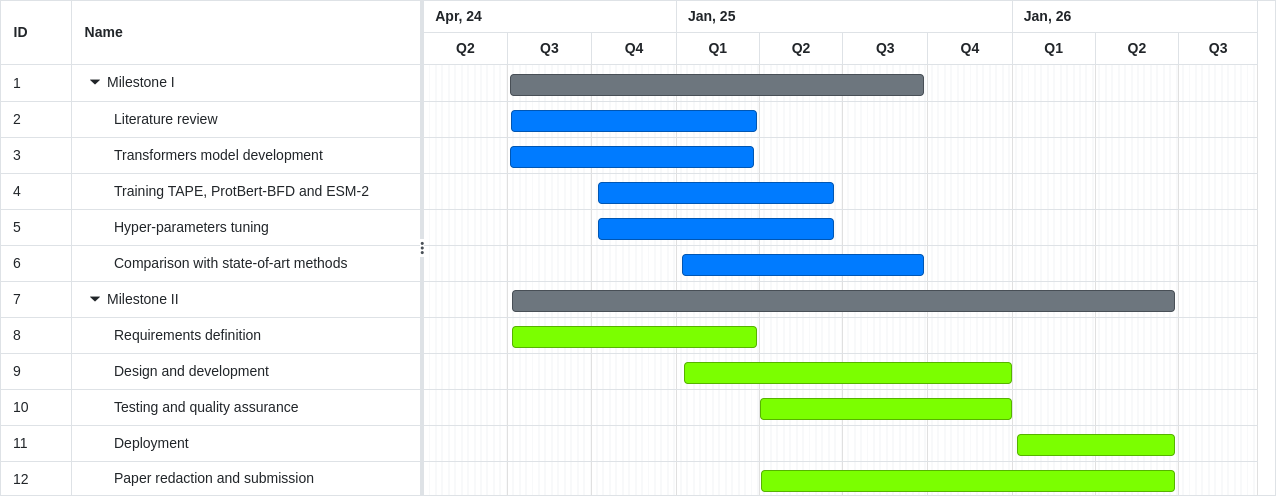 ID Name Apr, 24 Jan, 25 Jan, 26
Q2 Q3 Q4 Q1 Q2 Q3 Q4 Q1 Q2 Q3
1 Milestone I
2 Literature review
3 Transformers model development
4 Training TAPE, ProtBert-BFD and ESM-2
5 Hyper-parameters tuning
6 Comparison with state-of-art methods
7 Milestone II
8 Requirements definition
9 Design and development
10 Testing and quality assurance
11 Deployment
12 Paper redaction and submission